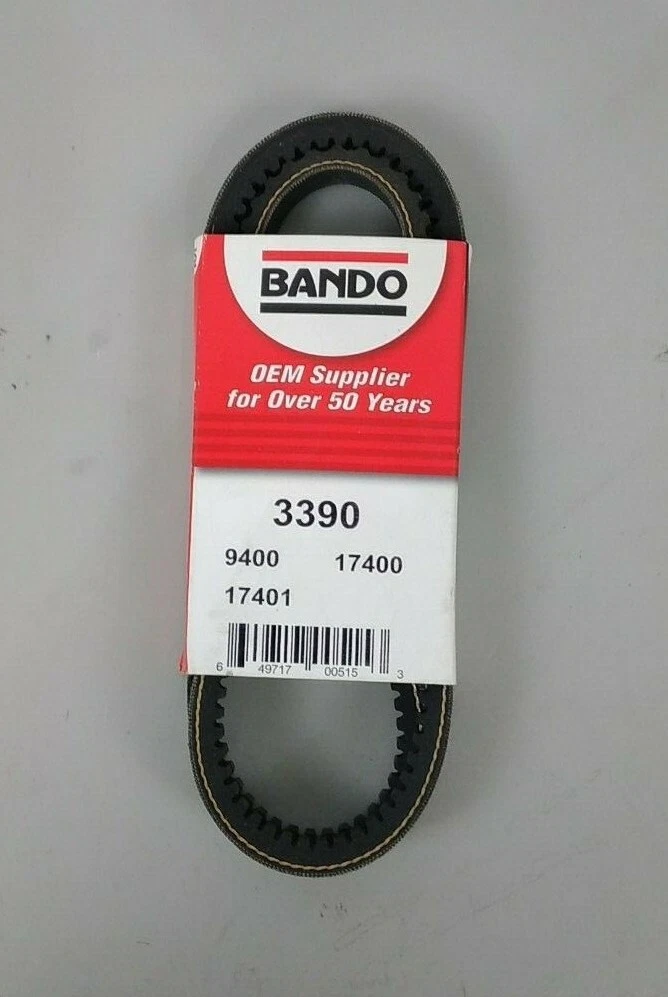 BANDO
OEM Supplier
for Over 50 Years
3390
9400 17400
17401
6 49717 00515 3